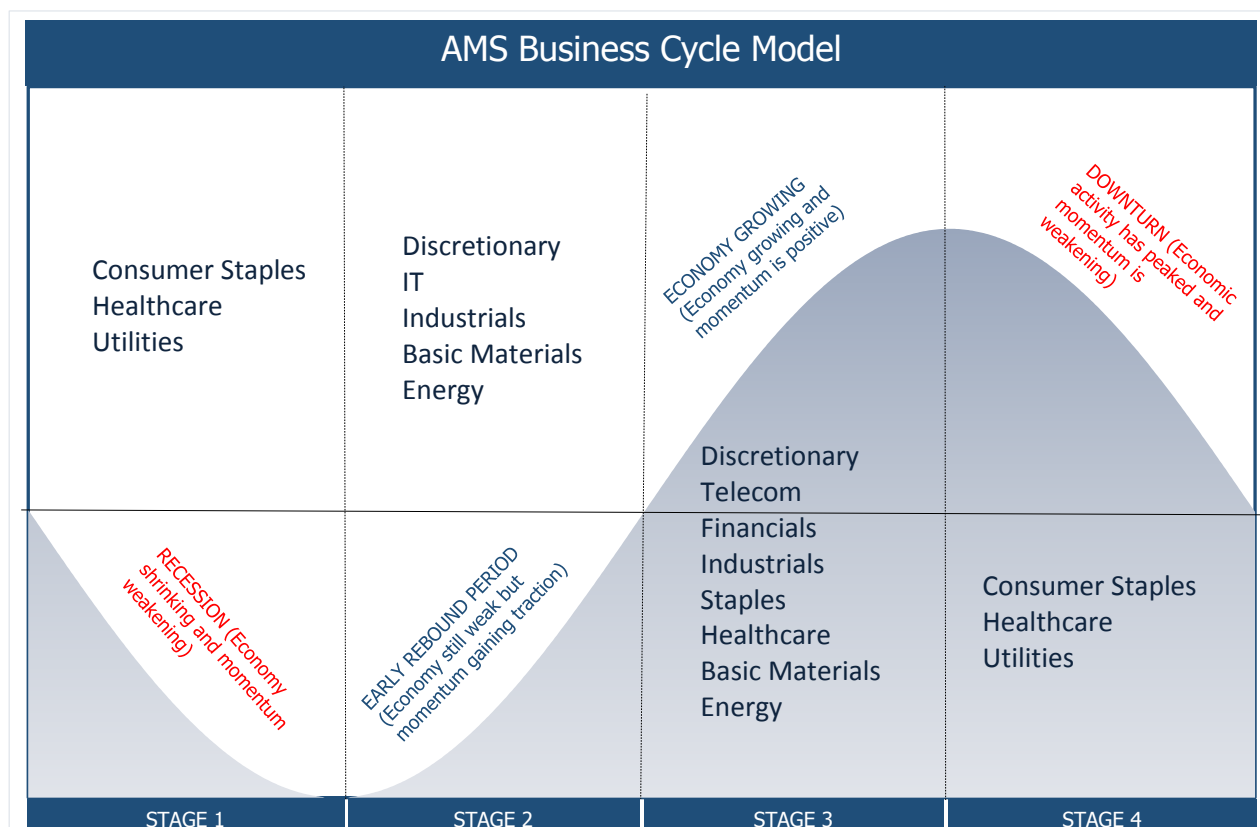 AMS Business Cycle Model
Consumer Staples
Healthcare
Utilities
RECESSION (Economy
shrinking and momentum
weakening)
Discretionary
IT
Industrials
Basic Materials
Energy
EARLY REBOUND PERIOD
(Economy still weak but
momentum gaining traction)
ECONOMY GROWING
(Economy growing and
momentum is positive)
Discretionary
Telecom
Financials
Industrials
Staples
Healthcare
Basic Materials
Energy
DOWNTURN (Economic
activity has peaked and
momentum is
weakening)
Consumer Staples
Healthcare
Utilities
STAGE 1
STAGE 2
STAGE 3
STAGE 4